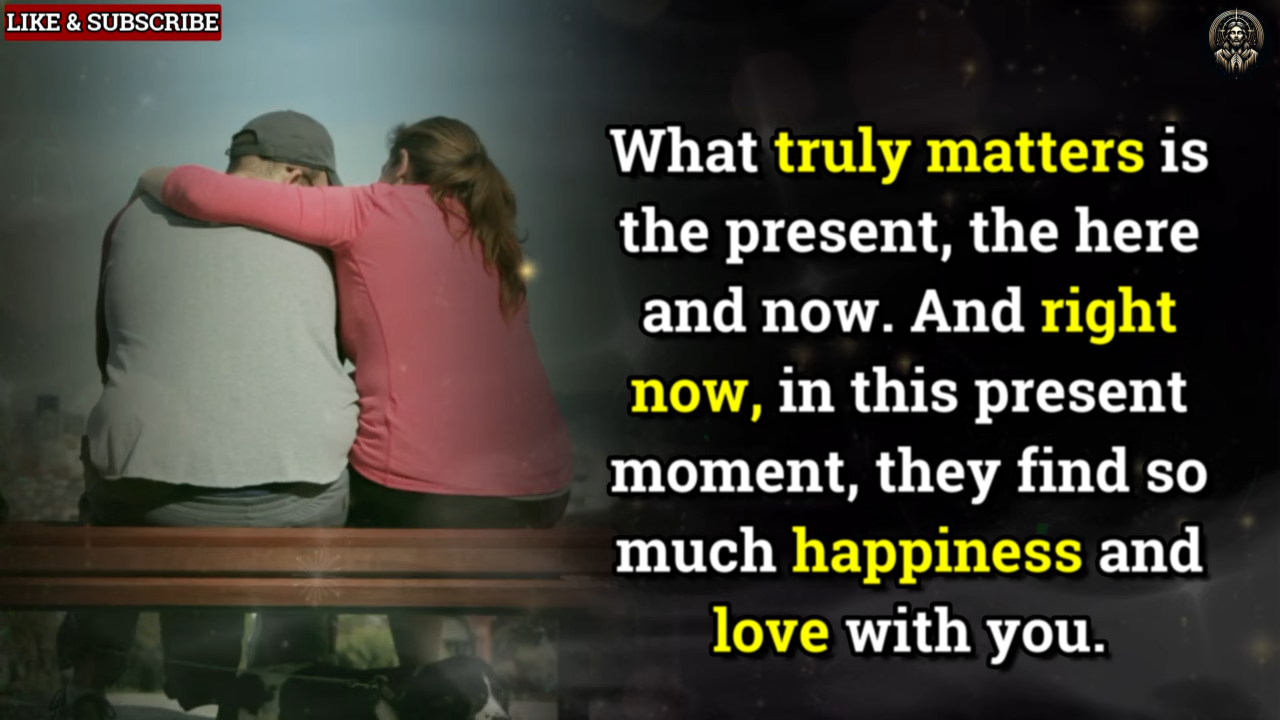 LIKE & SUBSCRIBE
What truly matters is
the present, the here
and now. And right
now, in this present
moment, they find so
much happiness and
love with you.